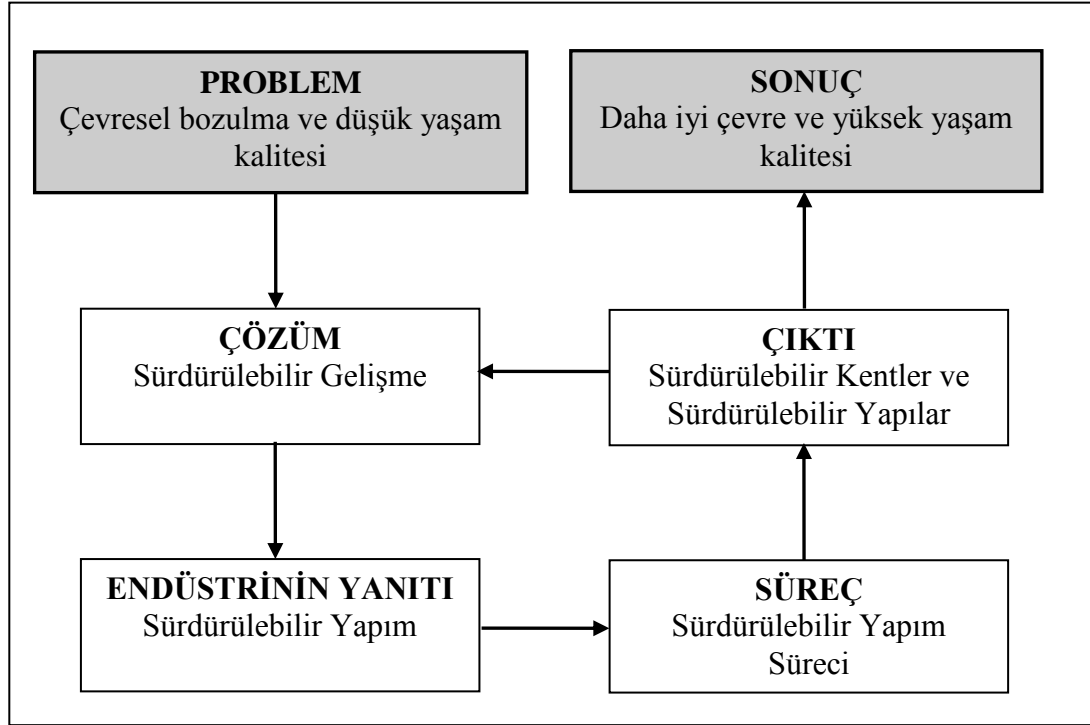 PROBLEM
Çevresel bozulma ve düşük yaşam
kalitesi
SONUÇ
Daha iyi çevre ve yüksek yaşam
kalitesi
ÇÖZÜM
Sürdürülebilir Gelişme
ÇIKTI
Sürdürülebilir Kentler ve
Sürdürülebilir Yapılar
ENDÜSTRİNİN YANITI
Sürdürülebilir Yapım
SÜREÇ
Sürdürülebilir Yapım
Süreci